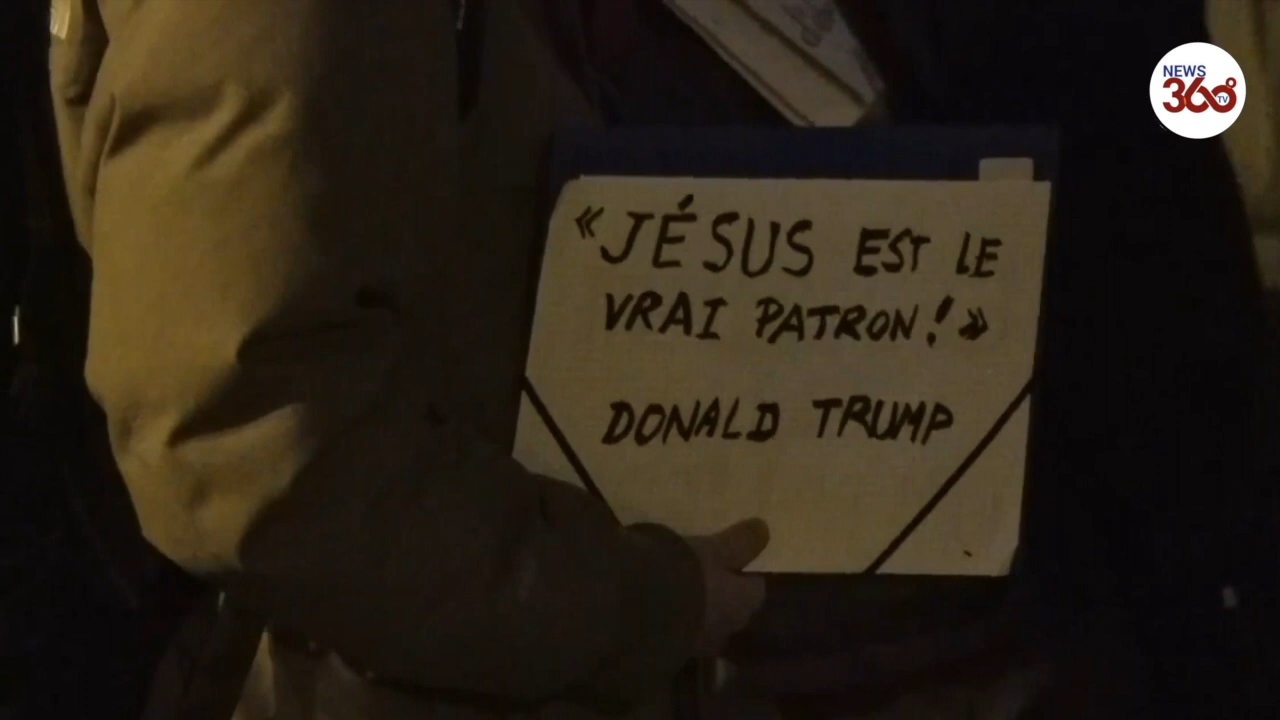 NEWS
360°
TV
« JÉSUS EST LE
VRAI PATRON ! »
DONALD TRUMP